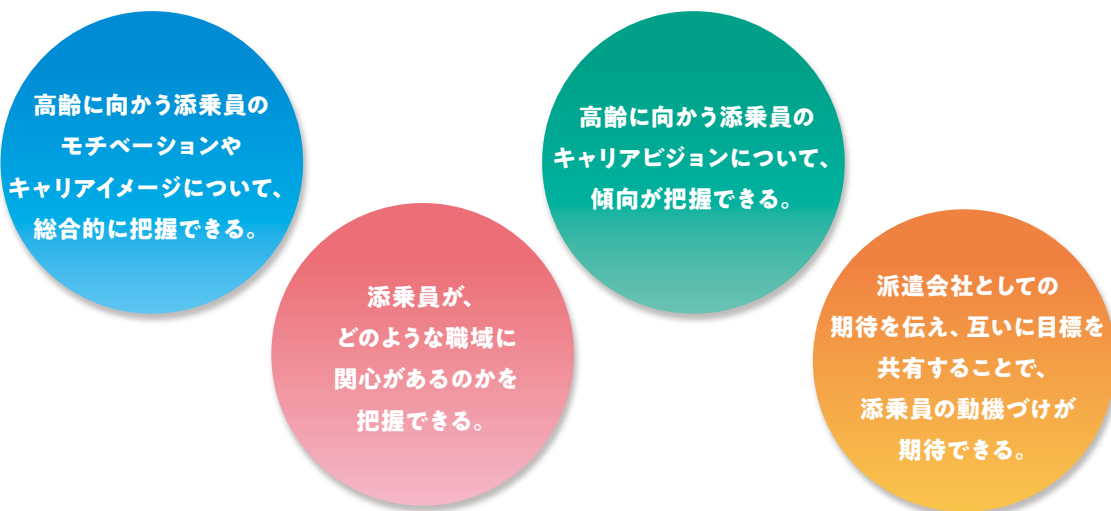 高齢に向かう添乗員の
モチベーションや
キャリアイメージについて、
総合的に把握できる。
添乗員が、
どのような職域に
関心があるのかを
把握できる。
高齢に向かう添乗員の
キャリアビジョンについて、
傾向が把握できる。
派遣会社としての
期待を伝え、互いに目標を
共有することで、
添乗員の動機づけが
期待できる。